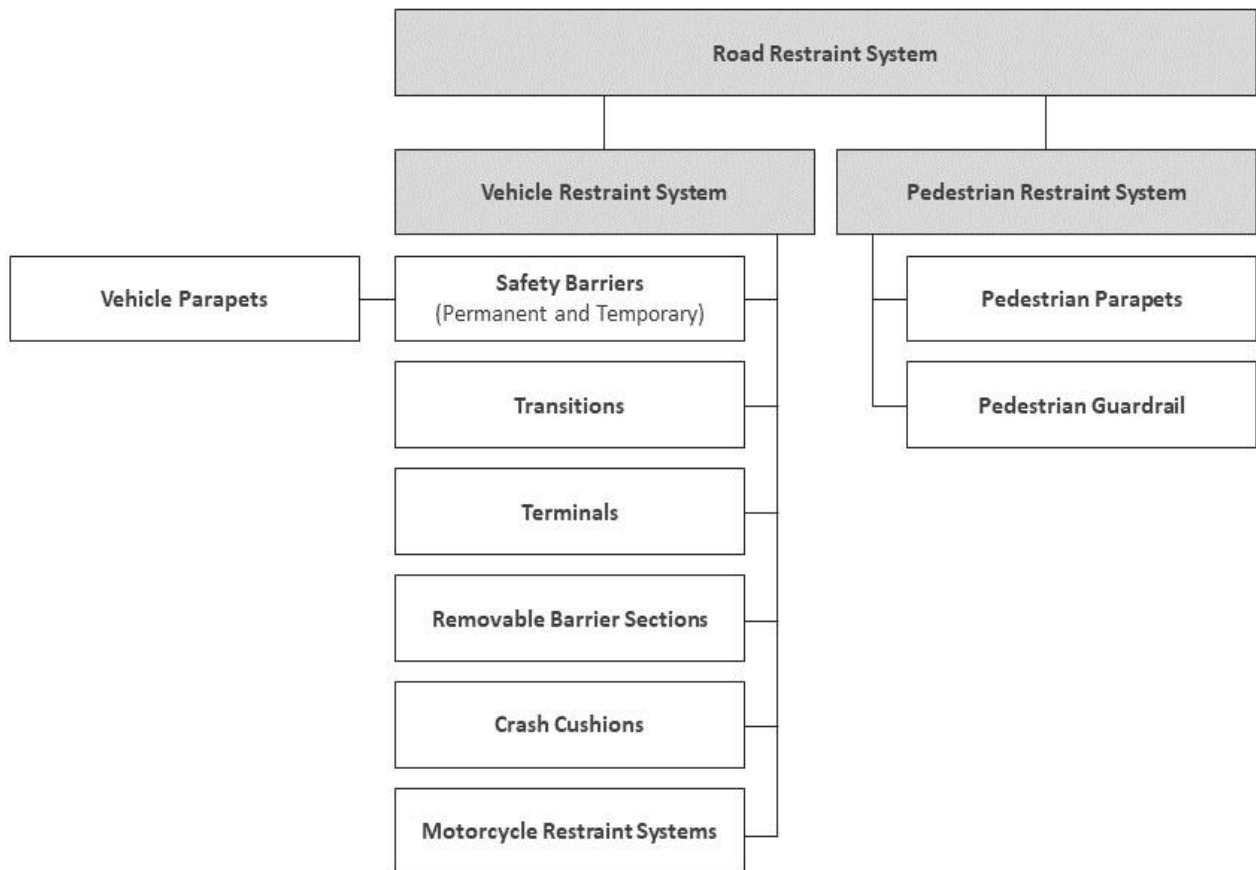 Road Restraint System
Vehicle Restraint System
Pedestrian Restraint System
Vehicle Parapets
Safety Barriers
(Permanent and Temporary)
Pedestrian Parapets
Transitions
Pedestrian Guardrail
Terminals
Removable Barrier Sections
Crash Cushions
Motorcycle Restraint Systems